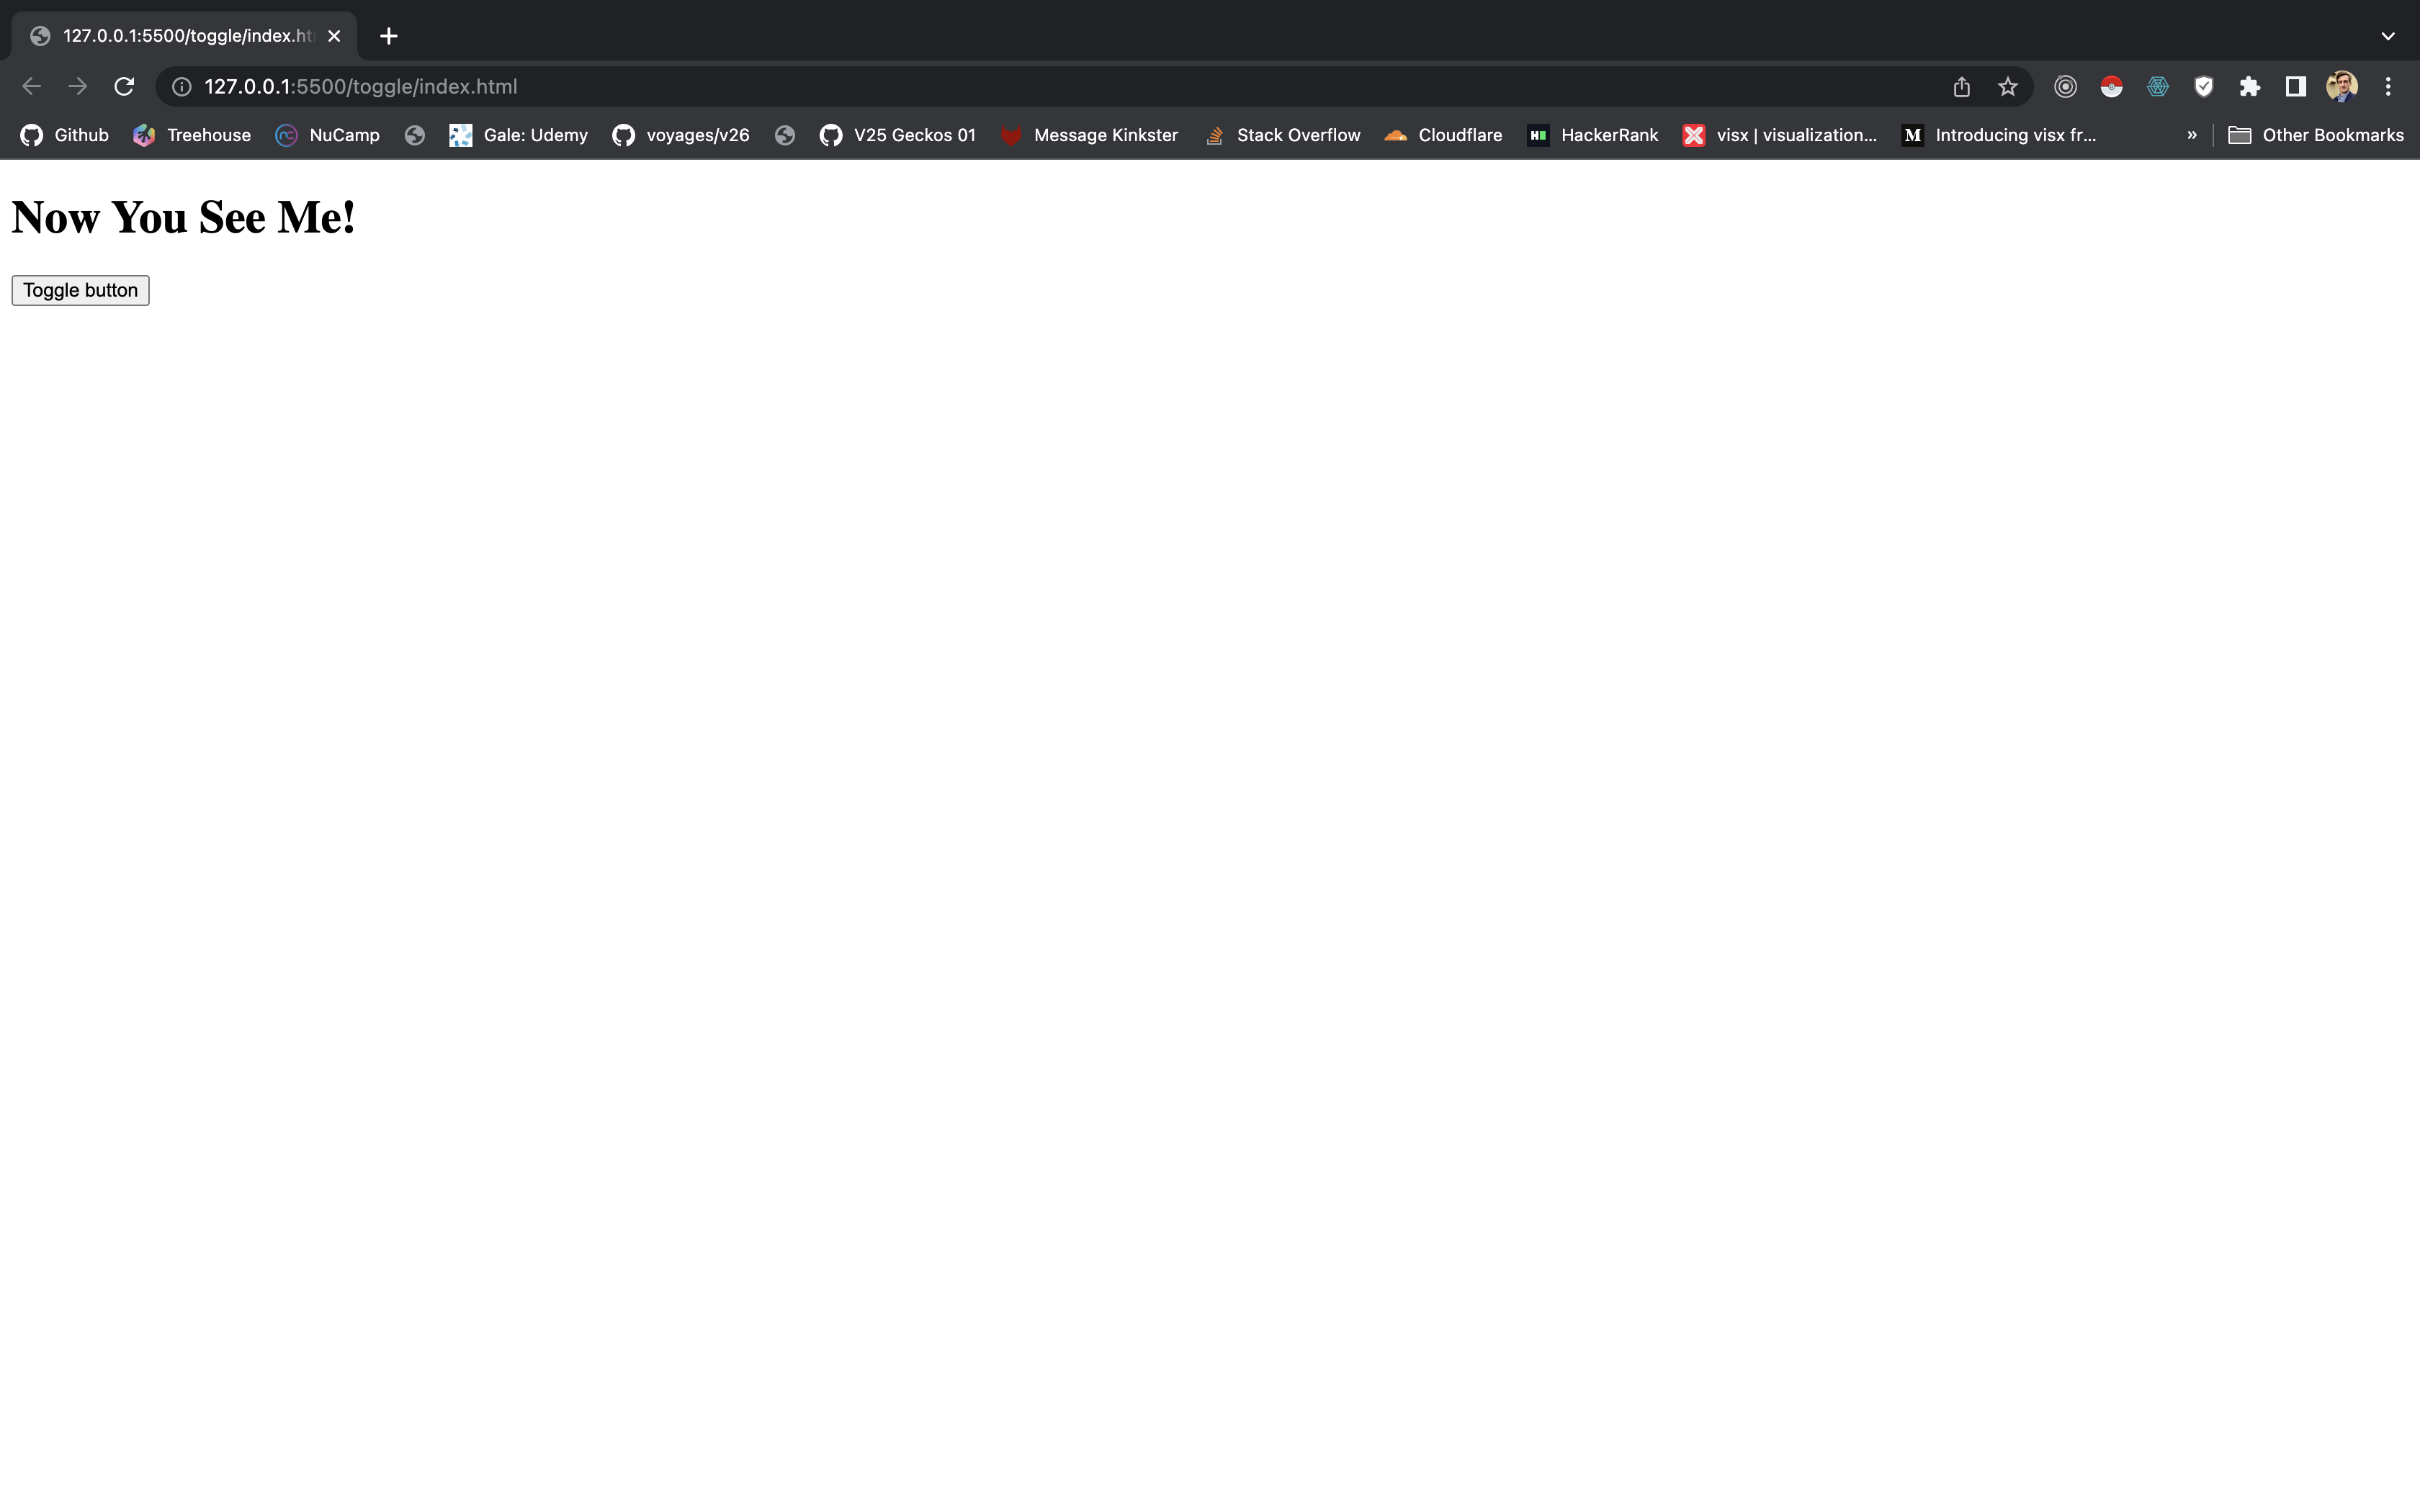 127.0.0.1:5500/toggle/index.ht
127.0.0.1:5500/toggle/index.html
Github Treehouse NuCamp Gale: Udemy voyages/v26 V25 Geckos 01 Message Kinkster Stack Overflow Cloudflare HackerRank visx | visualization... Introducing visx fr... » Other Bookmarks
Now You See Me!
Toggle button